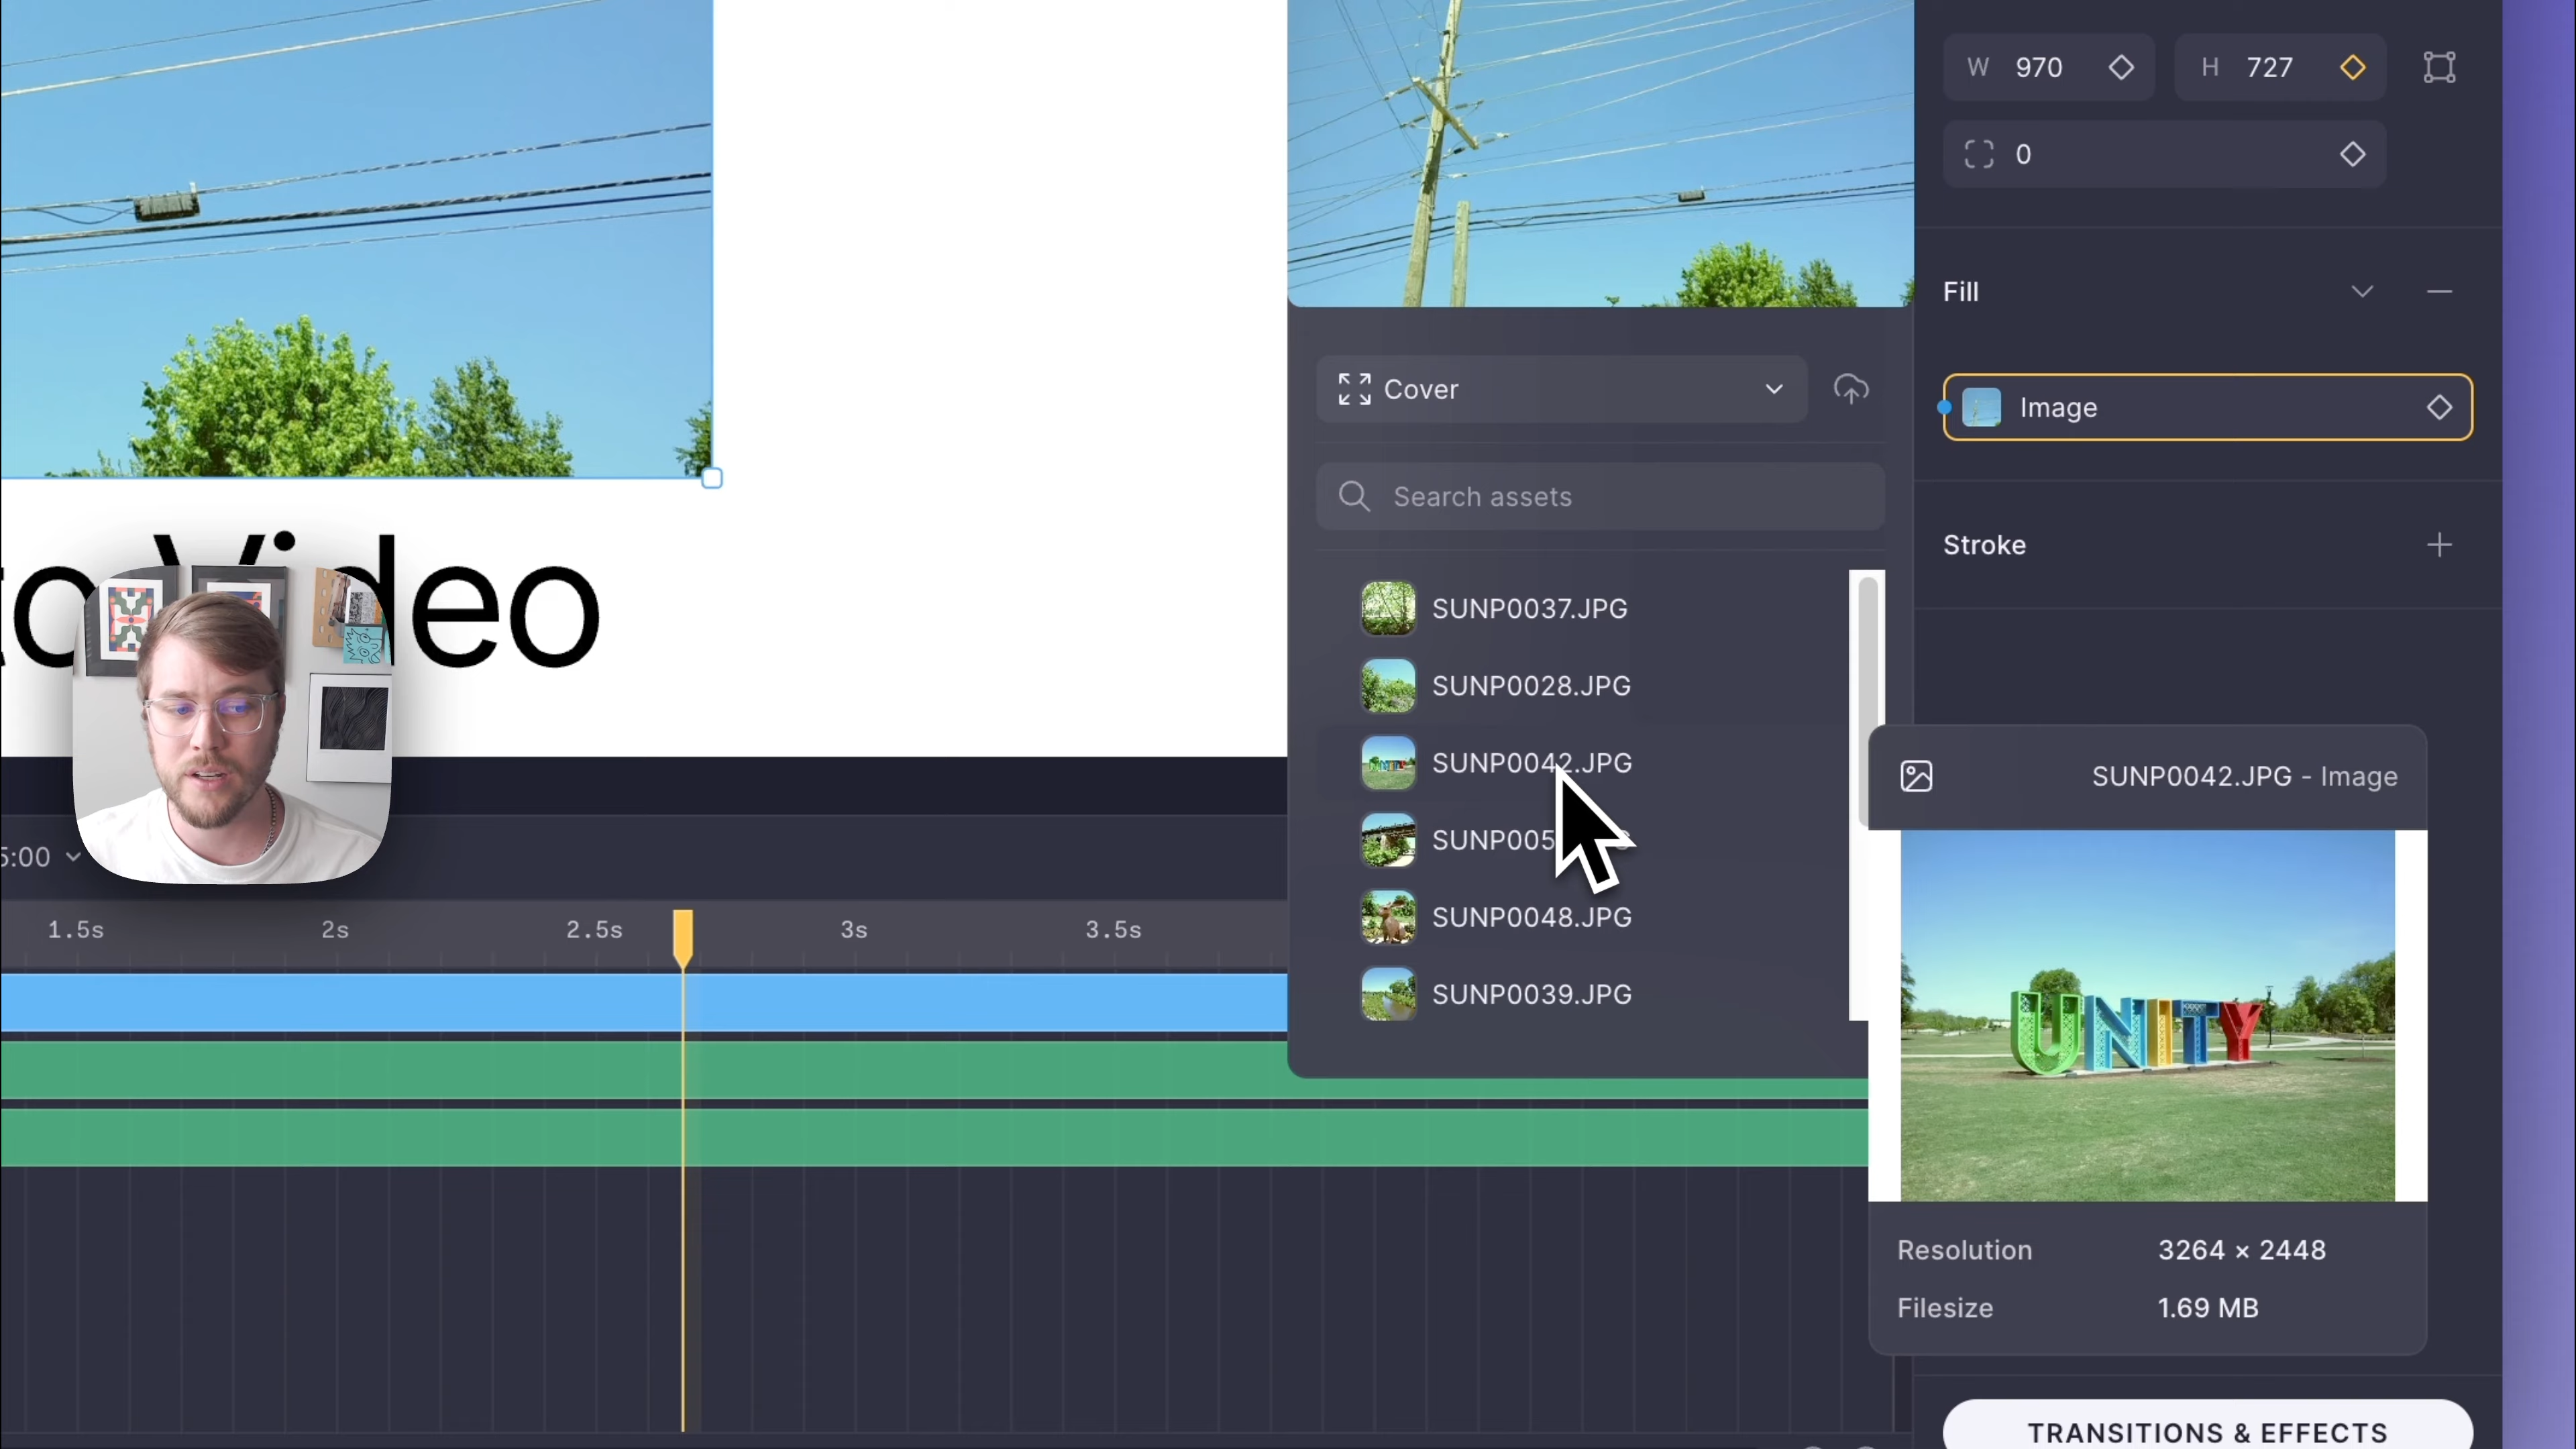 W 970
H 727
0
Fill
Cover
Image
Search assets
Stroke
to Video
SUNP0037.JPG
SUNP0028.JPG
SUNP0042.JPG
SUNP0042.JPG - Image
SUNP0048.JPG
SUNP0039.JPG
5:00
1.5s 2s 2.5s 3s 3.5s
UNITY
Resolution 3264 × 2448
Filesize 1.69 MB
TRANSITIONS & EFFECTS